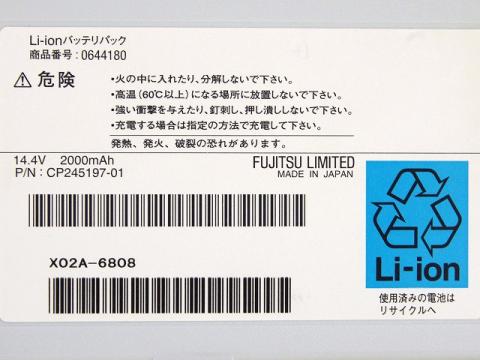 Li-ionバッテリパック
商品番号:0644180
危険
・火の中に入れたり、分解しないで下さい。
・高温(60℃以上)になる場所に放置しないで下さい。
・強い衝撃を与えたり、釘刺し、押し潰ししないで下さい。
・充電する場合は指定の方法で充電して下さい。
発熱、発火、破裂の恐れがあります。
14.4V 2000mAh
P/N : CP245197-01
FUJITSU LIMITED
MADE IN JAPAN
X02A-6808
Li-ion
使用済みの電池は
リサイクルへ